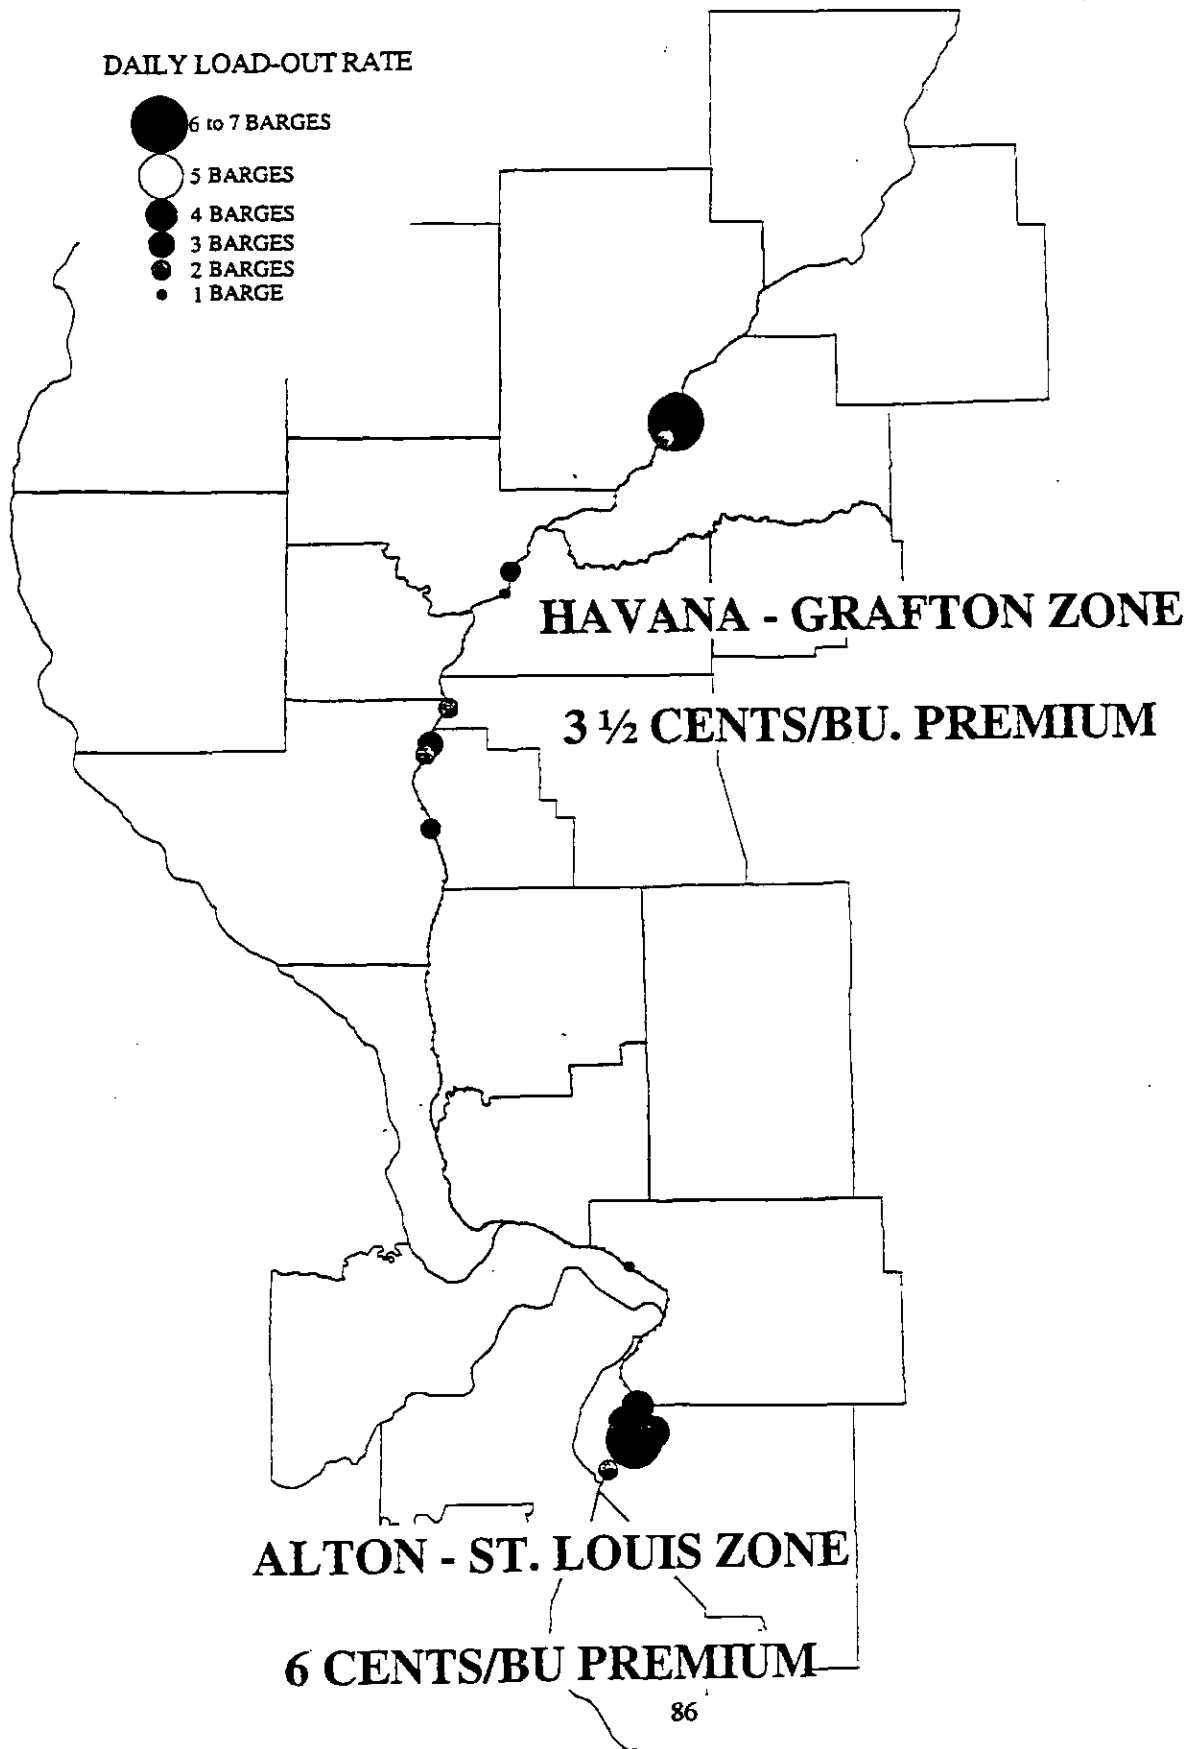 DAILY LOAD-OUT RATE
6 to 7 BARGES
5 BARGES
4 BARGES
3 BARGES
2 BARGES
1 BARGE
HAVANA - GRAFTON ZONE
3 ½ CENTS/BU. PREMIUM
ALTON - ST. LOUIS ZONE
6 CENTS/BU PREMIUM
86